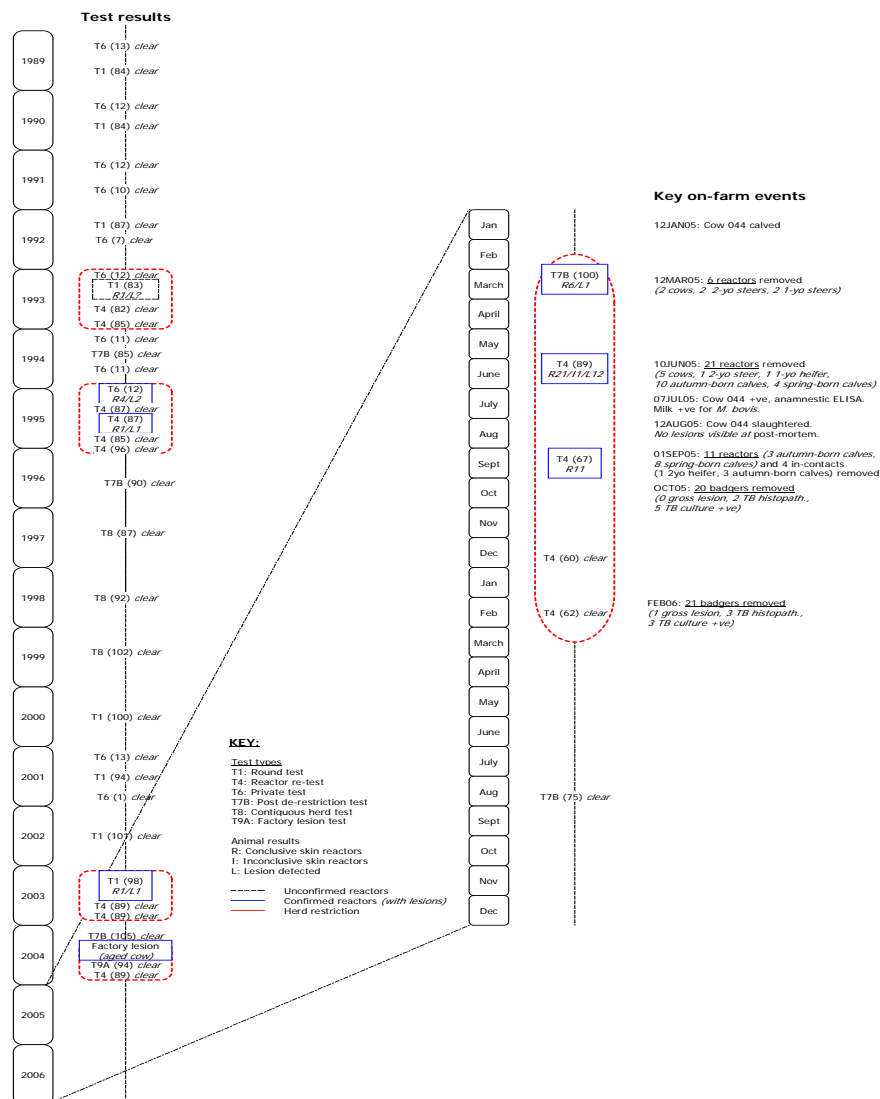 Test results
1989
T6 (13) clear
T1 (84) clear
1990
T6 (12) clear
T1 (84) clear
1991
T6 (12) clear
T6 (10) clear
1992
T1 (87) clear
T6 (7) clear
1993
T6 (12) clear
T1 (83)
R1/L?
T4 (82) clear
T4 (85) clear
1994
T6 (11) clear
T7B (85) clear
T6 (11) clear
1995
T6 (12)
R4/L2
T4 (87) clear
T4 (87)
R1/L1
T4 (85) clear
T4 (96) clear
1996
T7B (90) clear
1997
T8 (87) clear
1998
T8 (92) clear
1999
T8 (102) clear
2000
T1 (100) clear
2001
T6 (13) clear
T1 (94) clear
T6 (1) clear
2002
T1 (101) clear
2003
T1 (98)
R1/L1
T4 (89) clear
T4 (89) clear
2004
T7B (105) clear
Factory lesion
(aged cow)
T9A (94) clear
T4 (89) clear
2005
2006
KEY:
Test types
T1: Round test
T4: Reactor re-test
T6: Private test
T7B: Post de-restriction test
T8: Contiguous herd test
T9A: Factory lesion test
Animal results
R: Conclusive skin reactors
I: Inconclusive skin reactors
L: Lesion detected
Unconfirmed reactors
Confirmed reactors (with lesions)
Herd restriction
Jan
Feb
March
April
May
June
July
Aug
Sept
Oct
Nov
Dec
Jan
Feb
March
April
May
June
July
Aug
Sept
Oct
Nov
Dec
T7B (100)
R6/L1
T4 (89)
R21/I1/L12
T4 (67)
R11
T4 (60) clear
T4 (62) clear
T7B (75) clear
Key on-farm events
12JAN05: Cow 044 calved
12MAR05: 6 reactors removed
(2 cows, 2 2-yo steers, 2 1-yo steers)
10JUN05: 21 reactors removed
(5 cows, 1 2-yo steer, 1 1-yo heifer,
10 autumn-born calves, 4 spring-born calves)
07JUL05: Cow 044 +ve, anamnestic ELISA.
Milk +ve for M. bovis.
12AUG05: Cow 044 slaughtered.
No lesions visible at post-mortem.
01SEP05: 11 reactors (3 autumn-born calves,
8 spring-born calves) and 4 in-contacts
(1 2yo heifer, 3 autumn-born calves) removed
OCT05: 20 badgers removed
(0 gross lesion, 2 TB histopath.,
5 TB culture +ve)
FEB06: 21 badgers removed
(1 gross lesion, 3 TB histopath.,
3 TB culture +ve)